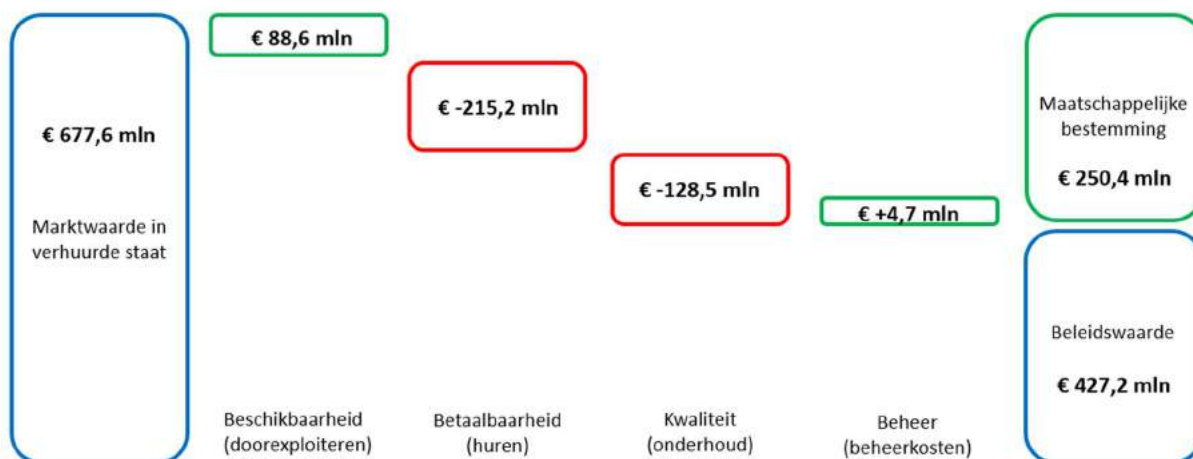 € 677,6 mln
Marktwaarde in
verhuurde staat
€ 88,6 mln
Beschikbaarheid
(doorexploiteren)
€ -215,2 mln
Betaalbaarheid
(huren)
€ -128,5 mln
Kwaliteit
(onderhoud)
€ +4,7 mln
Beheer
(beheerkosten)
Maatschappelijke
bestemming
€ 250,4 mln
Beleidswaarde
€ 427,2 mln